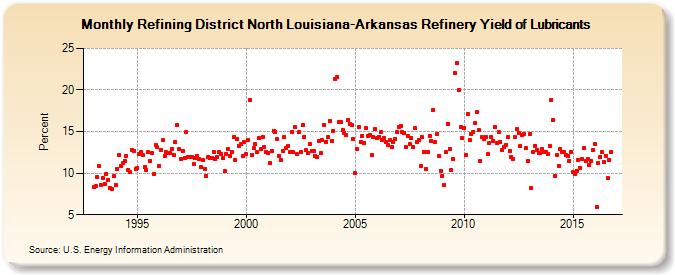 Monthly Refining District North Louisiana-Arkansas Refinery Yield of Lubricants
Percent
25
20
15
10
5
1995 2000 2005 2010 2015
Source: U.S. Energy Information Administration